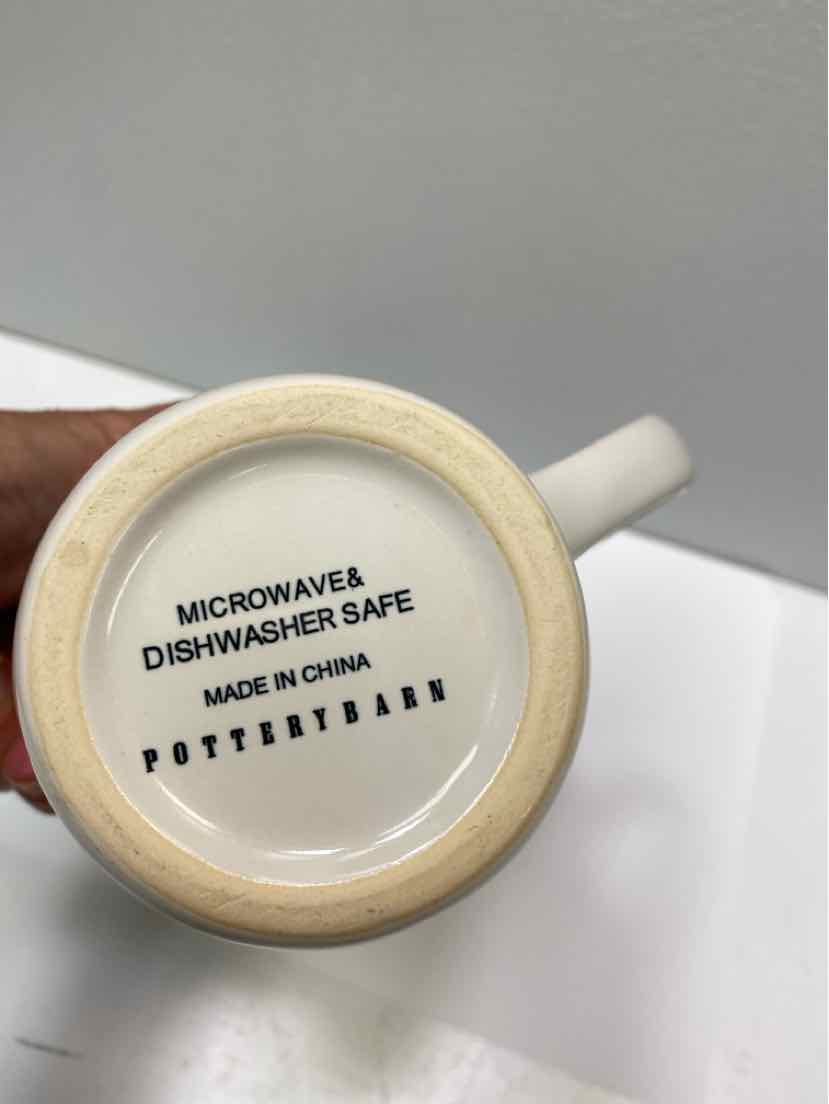 MICROWAVE&
DISHWASHER SAFE
MADE IN CHINA
POTTERYBARN